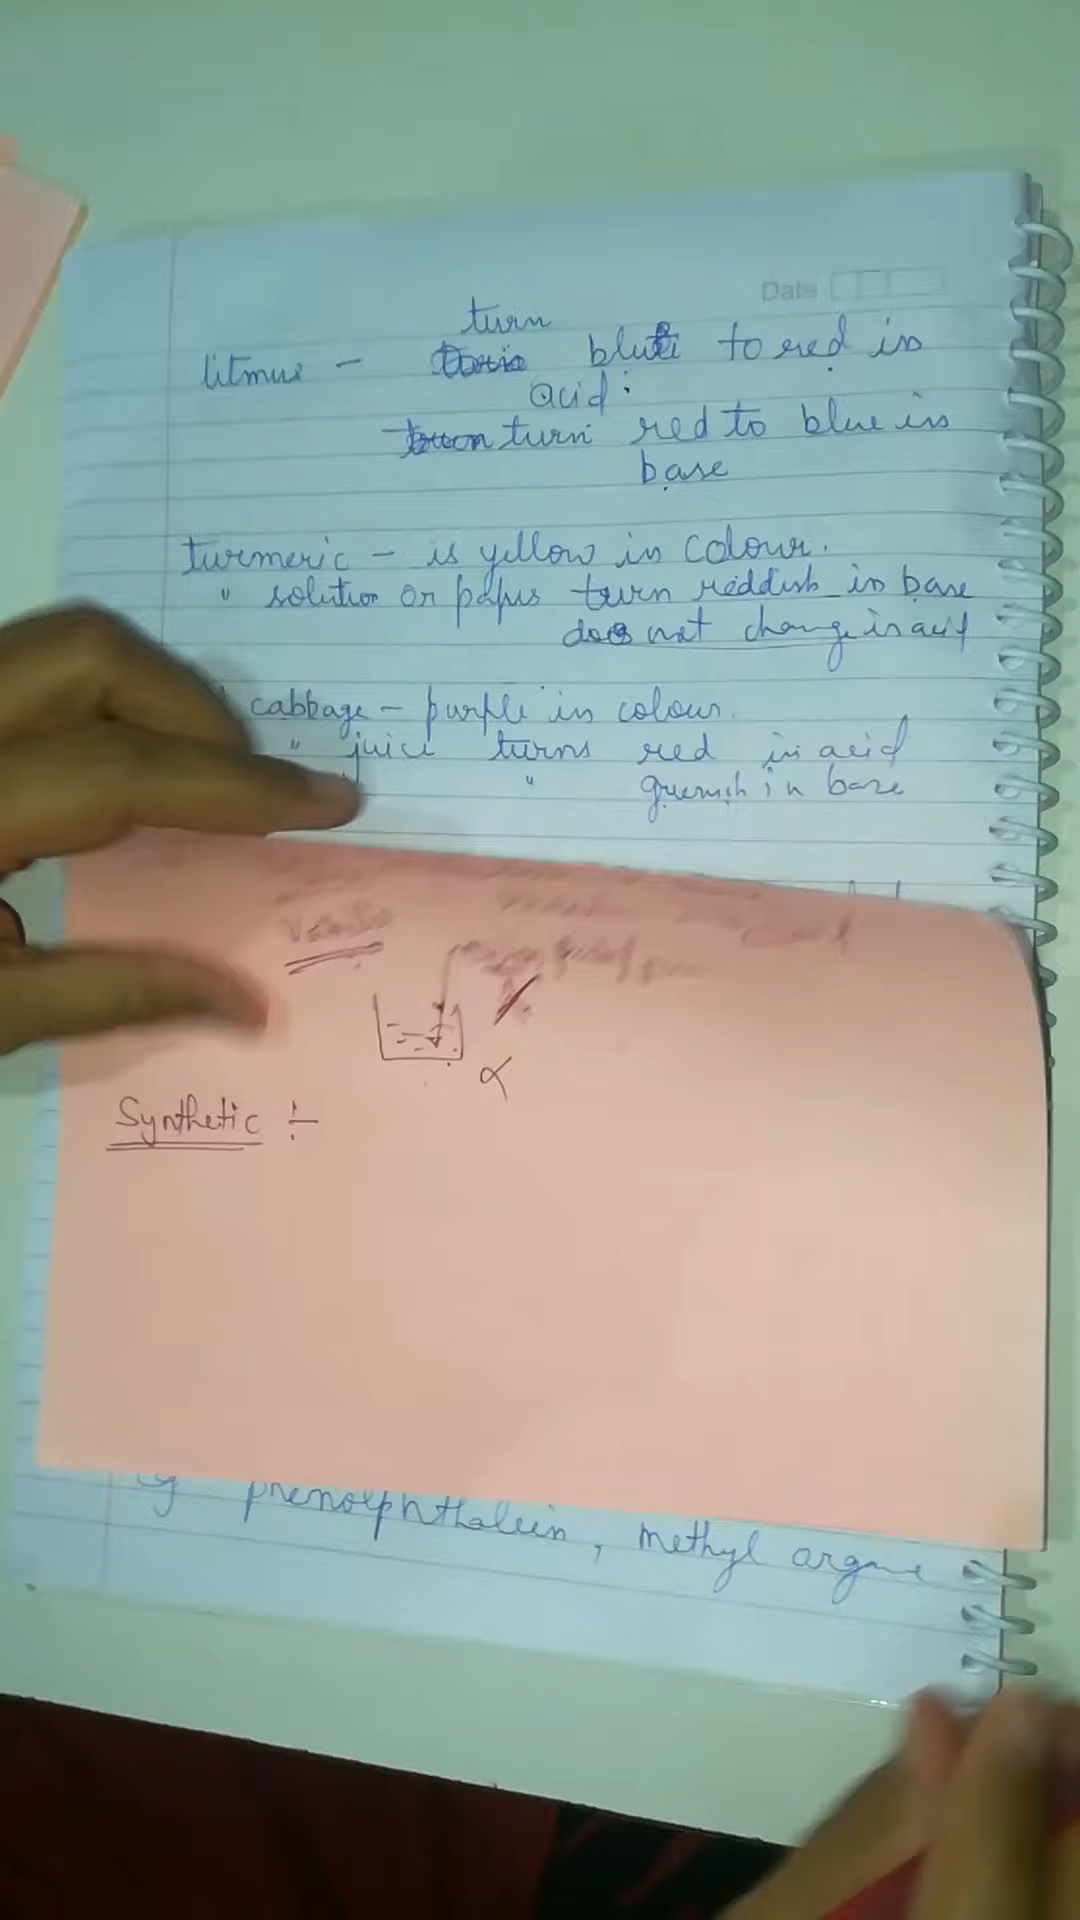 Date
turn
litmus - blue to red in
acid:
turn red to blue in
base
turmeric - is yellow in colour.
" solution or paper turn reddish in base
does not change in acid
cabbage - purple in colour.
" juice turns red in acid
" greenish in base
Synthetic :-
phenolphthalein, methyl argane